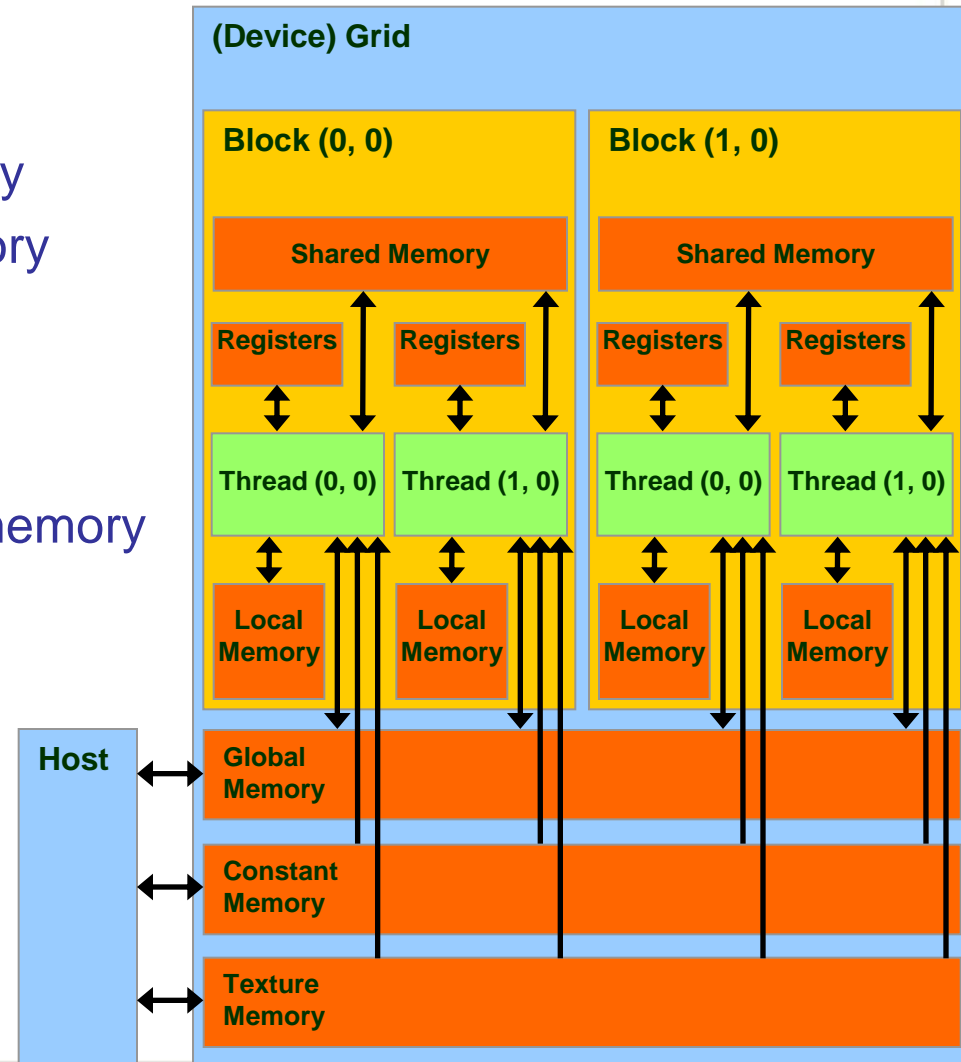 y
ory
memory
(Device) Grid
Block (0, 0)
Shared Memory
Registers
Registers
Thread (0, 0)
Thread (1, 0)
Local
Memory
Local
Memory
Block (1, 0)
Shared Memory
Registers
Registers
Thread (0, 0)
Thread (1, 0)
Local
Memory
Local
Memory
Host
Global
Memory
Constant
Memory
Texture
Memory